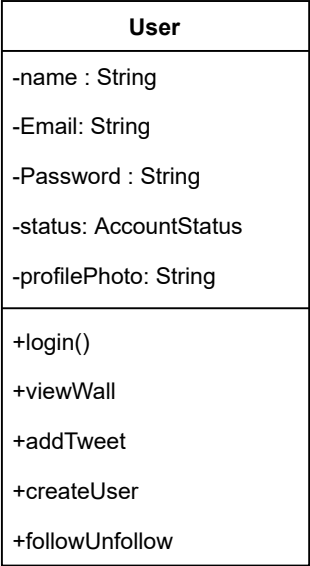 User
-name : String
-Email: String
-Password : String
-status: AccountStatus
-profilePhoto: String
+login()
+viewWall
+addTweet
+createUser
+followUnfollow